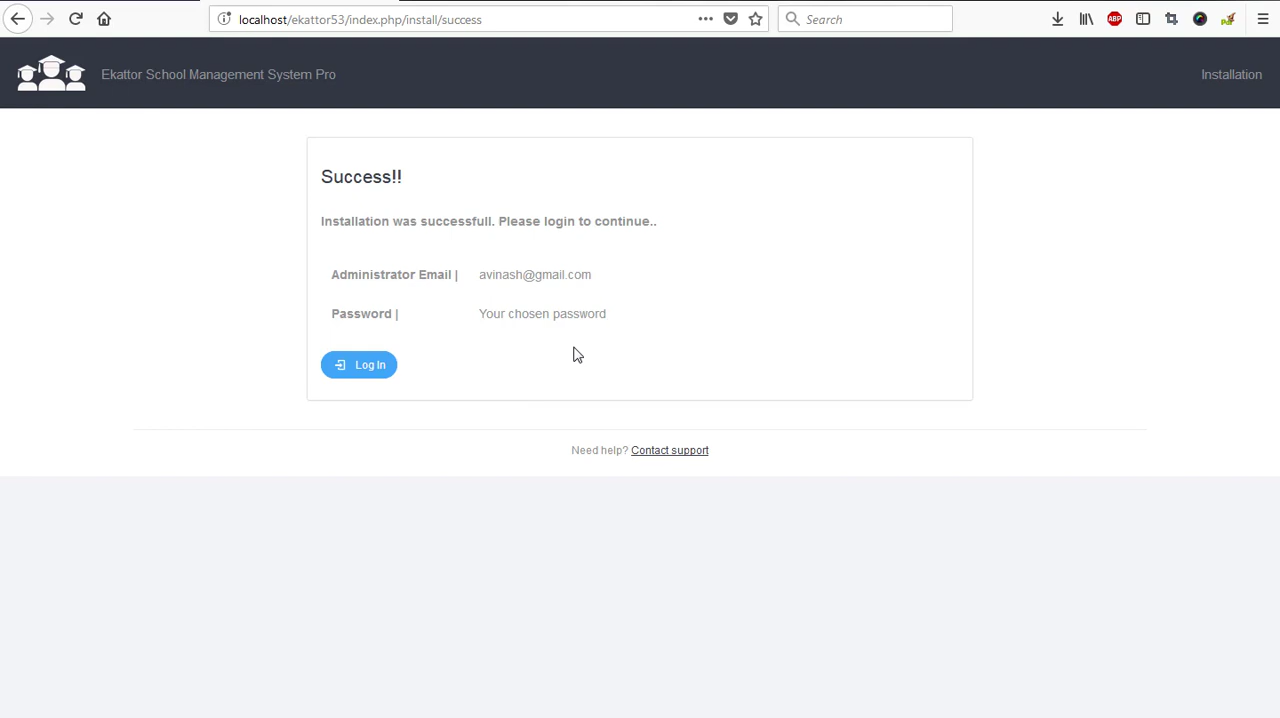 localhost/ekattor53/index.php/install/success
Search
ABP
Ekattor School Management System Pro
Installation
Success!!
Installation was successfull. Please login to continue..
Administrator Email | avinash@gmail.com
Password | Your chosen password
Log In
Need help? Contact support